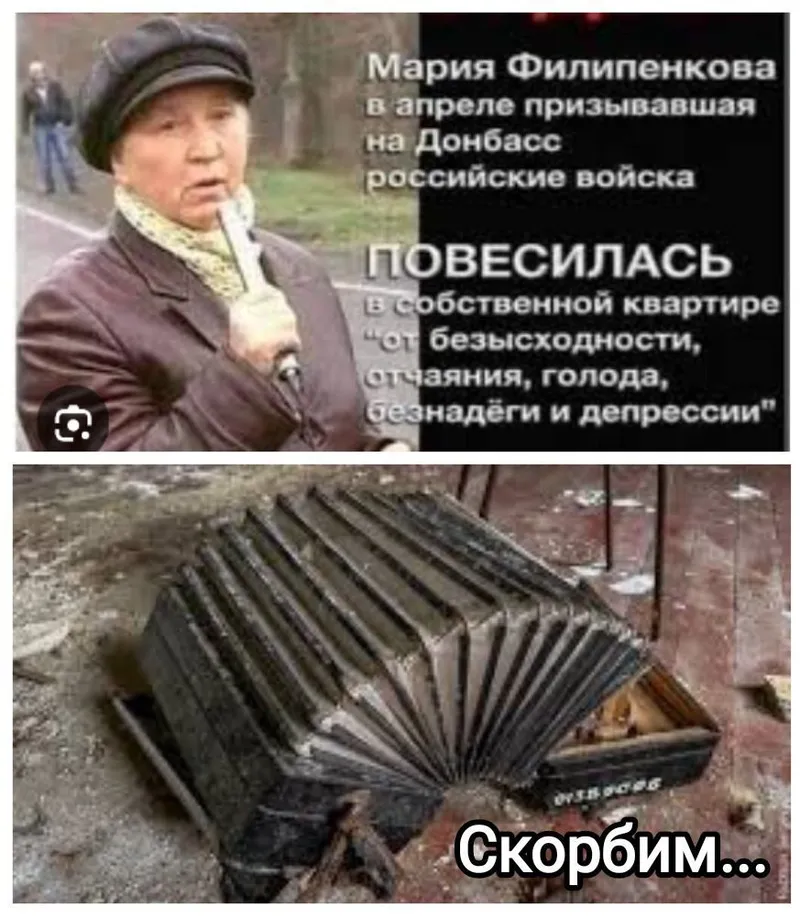 Мария Филипенкова
в апреле призывавшая
на Донбасс
российские войска
ПОВЕСИЛАСЬ
в собственной квартире
"от безысходности,
отчаяния, голода,
безнадёги и депрессии"
Скорбим...